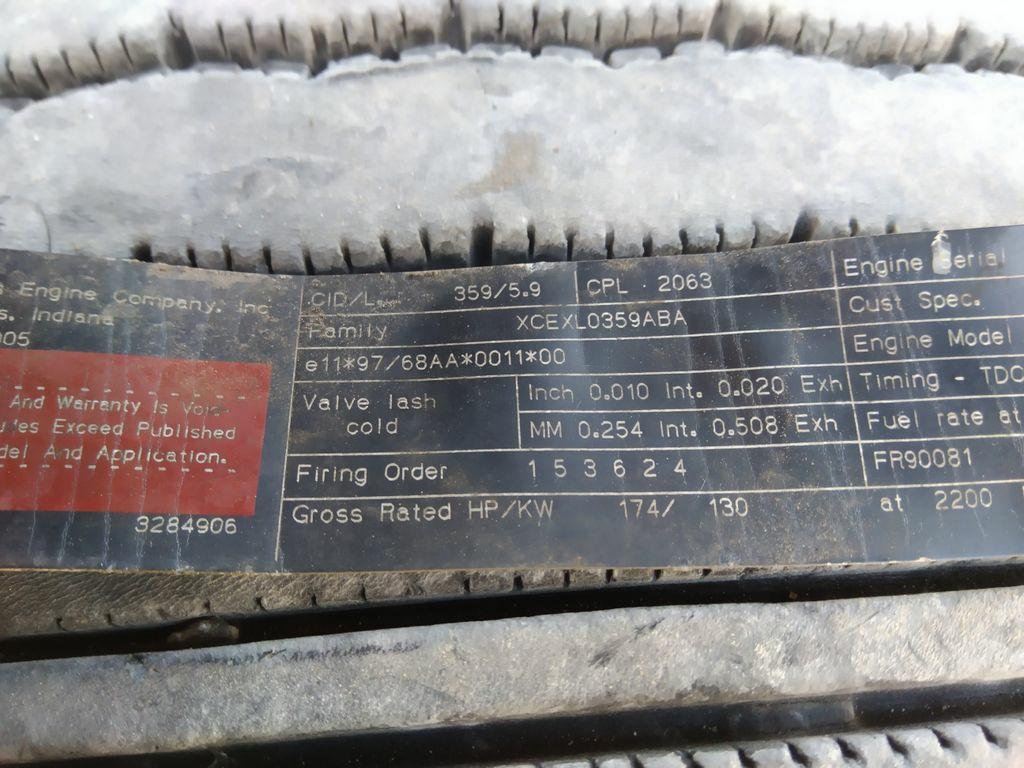 s Engine Company, Inc
s, Indiana
005
And Warranty Is Void
Exceed Published
And Application.
3284906
CID/L. 359/5.9
CPL 2063
Family XCEXL0359ABA
e11*97/68AA*0011*00
Valve lash cold
Inch 0.010 Int. 0.020 Exh
MM 0.254 Int. 0.508 Exh
Firing Order 1 5 3 6 2 4
Gross Rated HP/KW 174/ 130 at 2200
Engine Serial
Cust Spec.
Engine Model
Timing - TDC
Fuel rate at
FR90081